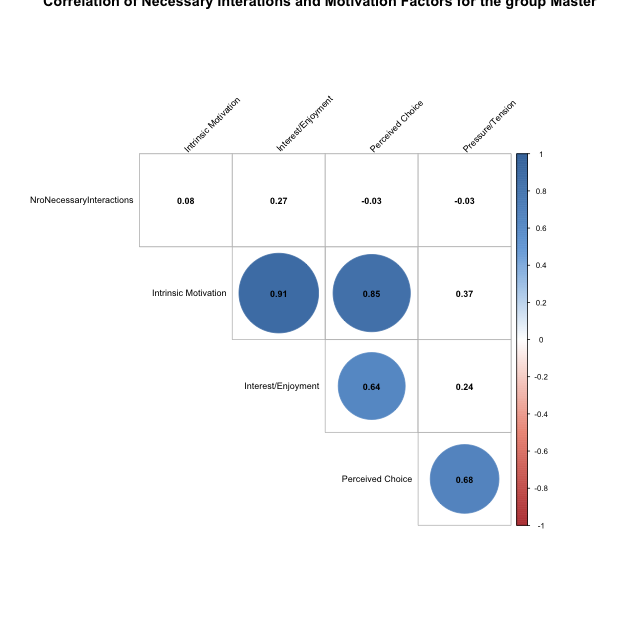 Correlation of Necessary Interations and Motivation Factors for the group Master
Intrinsic Motivation
Interest/Enjoyment
Perceived Choice
Pressure/Tension
NroNecessaryInteractions
0.08
0.27
-0.03
-0.03
Intrinsic Motivation
0.91
0.85
0.37
Interest/Enjoyment
0.64
0.24
Perceived Choice
0.68
1
0.8
0.6
0.4
0.2
0
-0.2
-0.4
-0.6
-0.8
-1